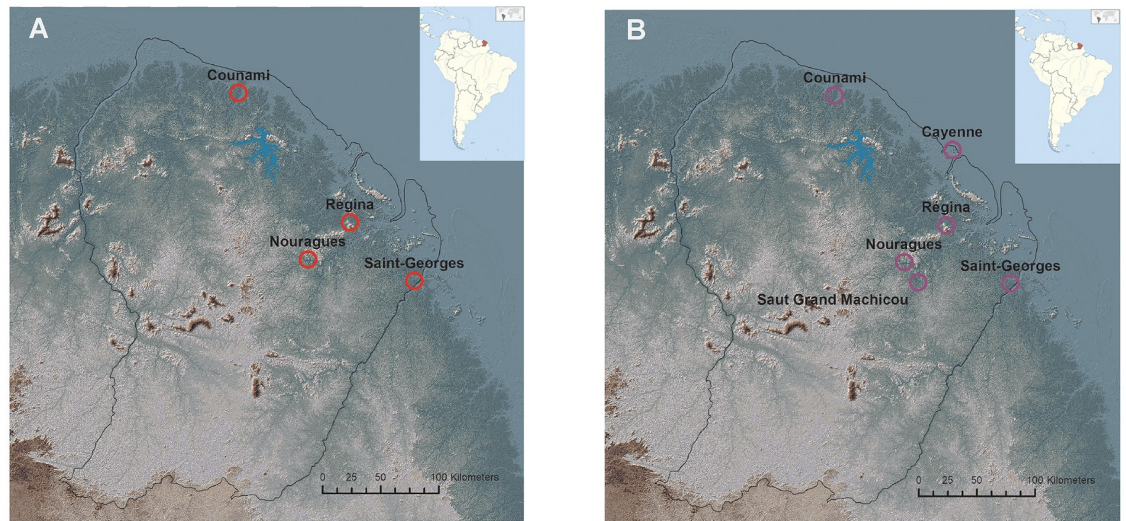 A
Counami
Régina
Nouragues
Saint-Georges
0 25 50 100 Kilometers
B
Counami
Cayenne
Régina
Nouragues
Saint-Georges
Saut Grand Machicou
0 25 50 100 Kilometers